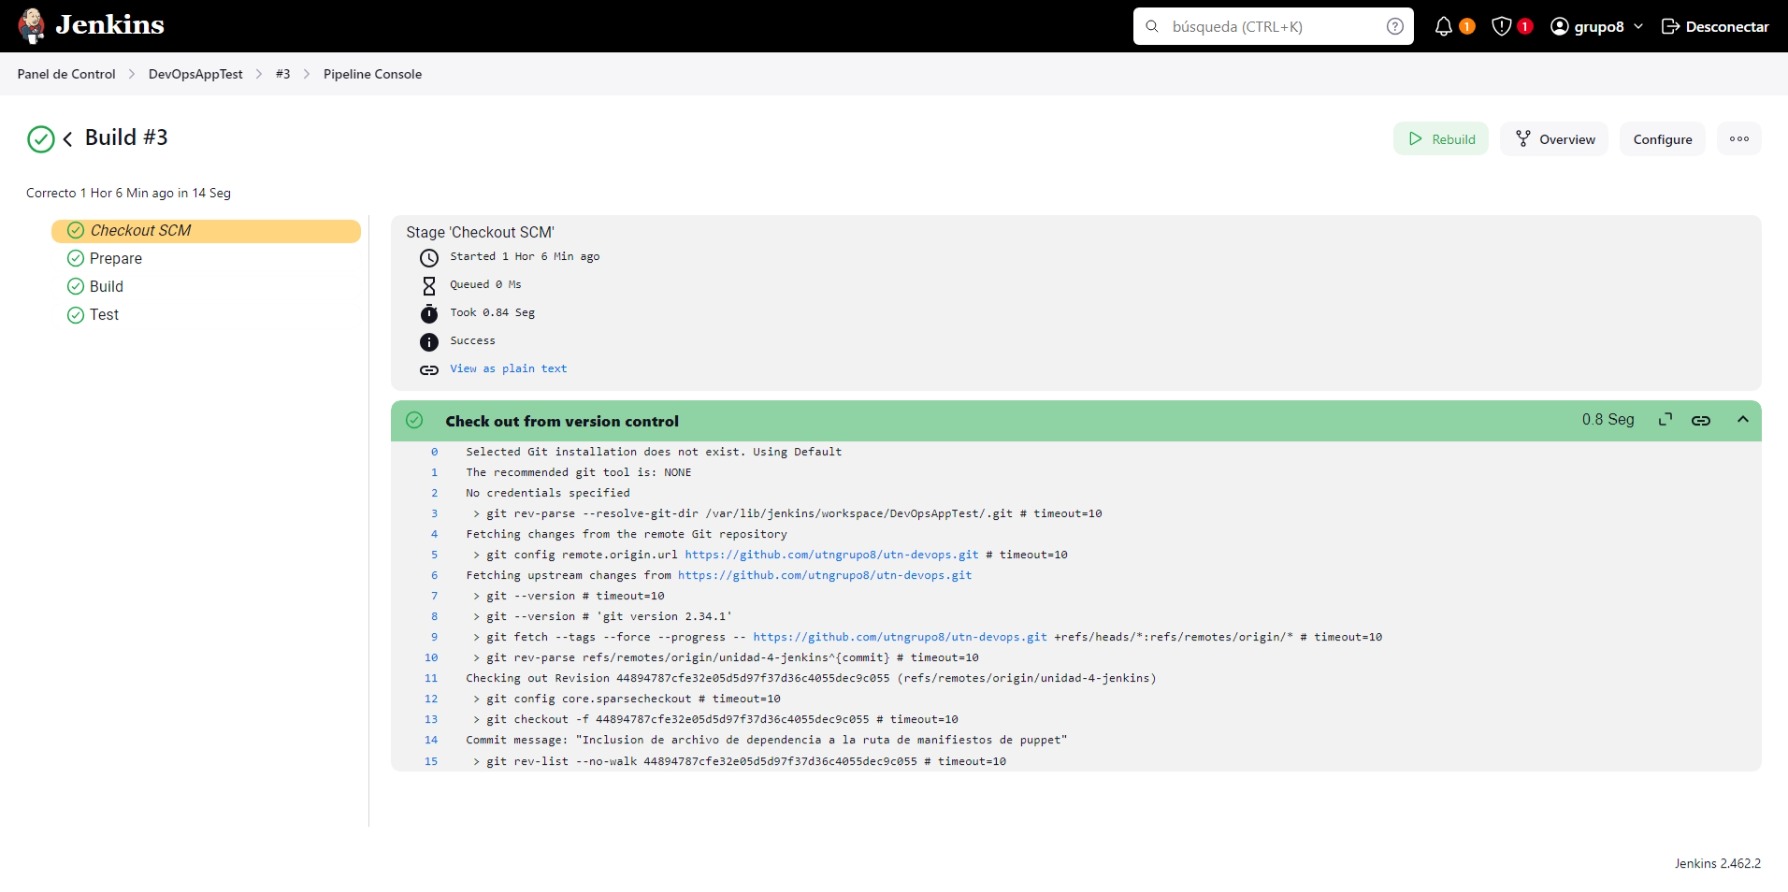 Jenkins
búsqueda (CTRL+K)
1
1
grupo8
Desconectar
Panel de Control
DevOpsAppTest
#3
Pipeline Console
Build #3
Rebuild
Overview
Configure
Correcto 1 Hor 6 Min ago in 14 Seg
Checkout SCM
Prepare
Build
Test
Stage 'Checkout SCM'
Started 1 Hor 6 Min ago
Queued 0 Ms
Took 0.84 Seg
Success
View as plain text
Check out from version control
0.8 Seg
0 Selected Git installation does not exist. Using Default
1 The recommended git tool is: NONE
2 No credentials specified
3 > git rev-parse --resolve-git-dir /var/lib/jenkins/workspace/DevOpsAppTest/.git # timeout=10
4 Fetching changes from the remote Git repository
5 > git config remote.origin.url https://github.com/utngrupo8/utn-devops.git # timeout=10
6 Fetching upstream changes from https://github.com/utngrupo8/utn-devops.git
7 > git --version # timeout=10
8 > git --version # 'git version 2.34.1'
9 > git fetch --tags --force --progress -- https://github.com/utngrupo8/utn-devops.git +refs/heads/*:refs/remotes/origin/* # timeout=10
10 > git rev-parse refs/remotes/origin/unidad-4-jenkins^{commit} # timeout=10
11 Checking out Revision 44894787cfe32e05d5d97f37d36c4055dec9c055 (refs/remotes/origin/unidad-4-jenkins)
12 > git config core.sparsecheckout # timeout=10
13 > git checkout -f 44894787cfe32e05d5d97f37d36c4055dec9c055 # timeout=10
14 Commit message: "Inclusion de archivo de dependencia a la ruta de manifiestos de puppet"
15 > git rev-list --no-walk 44894787cfe32e05d5d97f37d36c4055dec9c055 # timeout=10
Jenkins 2.462.2